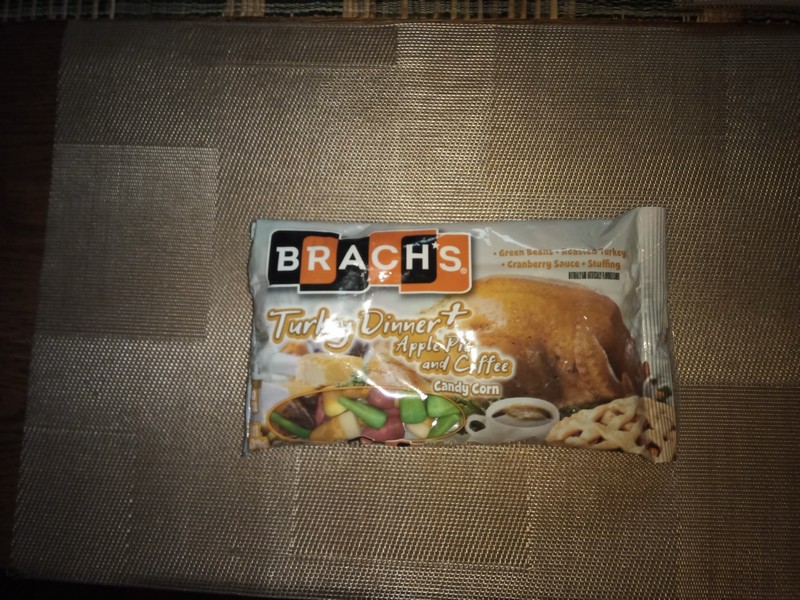 BRACH'S
• Green Beans • Roasted Turkey
• Cranberry Sauce • Stuffing
Turkey Dinner +
Apple Pie
and Coffee
Candy Corn